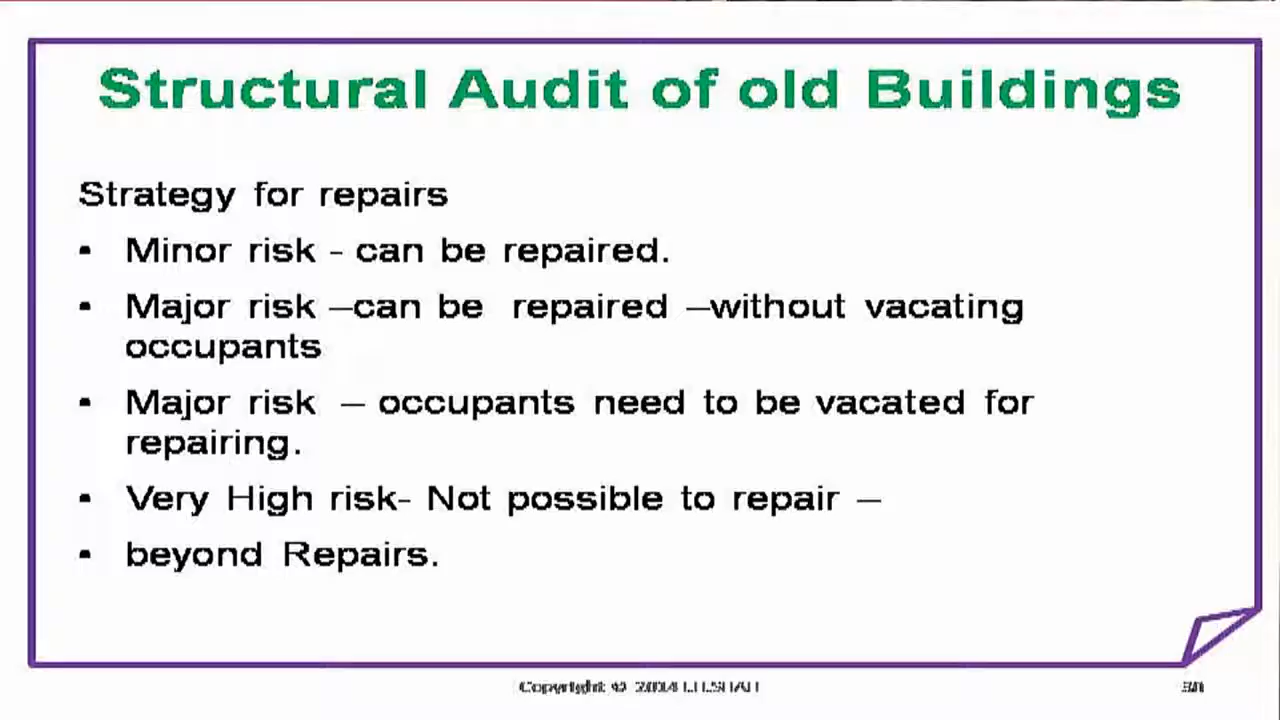 Structural Audit of old Buildings
Strategy for repairs
• Minor risk - can be repaired.
• Major risk –can be repaired –without vacating
occupants
• Major risk – occupants need to be vacated for
repairing.
• Very High risk- Not possible to repair –
• beyond Repairs.
Copyright ©